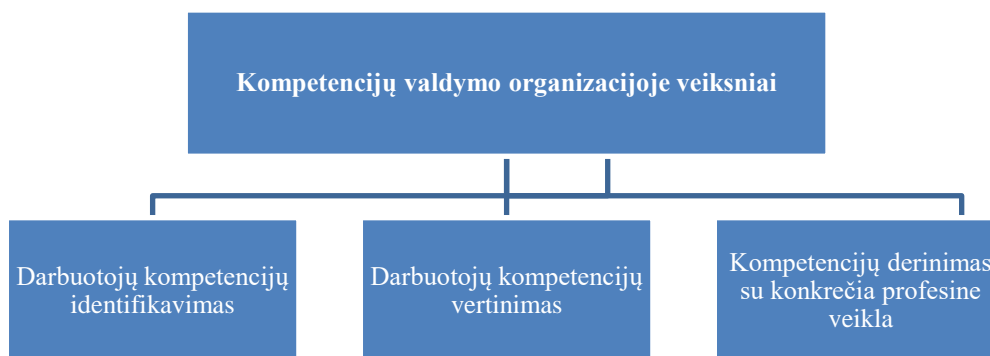 Kompetencijų valdymo organizacijoje veiksniai
Darbuotojų kompetencijų
identifikavimas
Darbuotojų kompetencijų
vertinimas
Kompetencijų derinimas
su konkrečia profesine
veikla